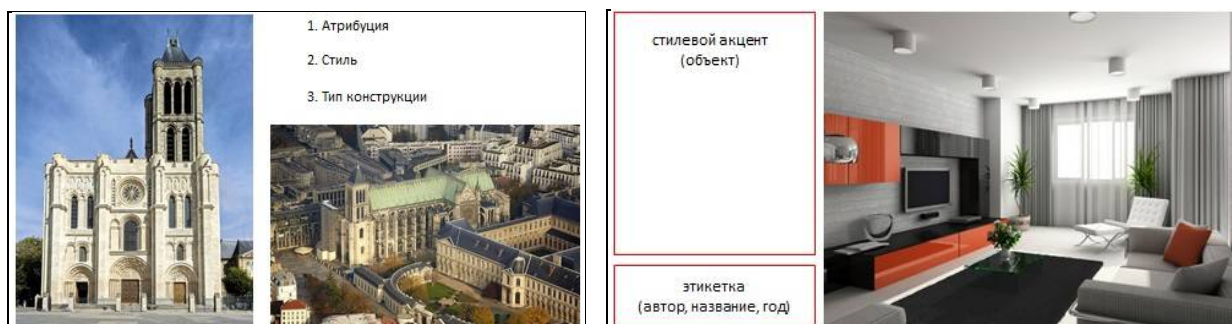 1. Атрибуция
2. Стиль
3. Тип конструкции
стилевой акцент
(объект)
этикетка
(автор, название, год)